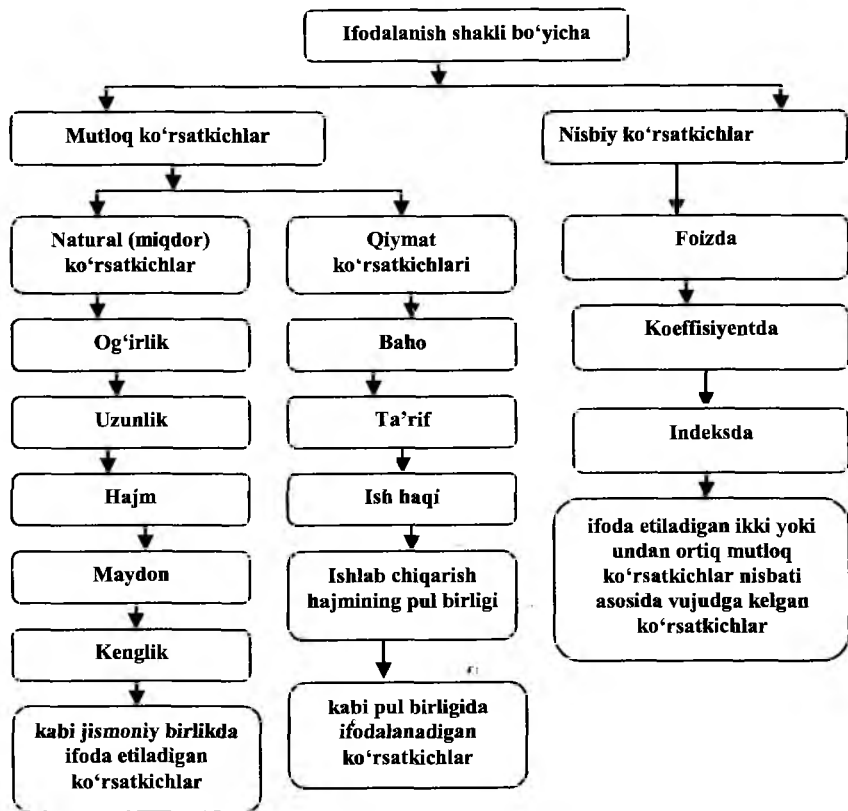 Ifodalanish shakli bo‘yicha
Mutloq ko‘rsatkichlar
Nisbiy ko‘rsatkichlar
Natural (miqdor)
ko‘rsatkichlar
Qiymat
ko‘rsatkichlari
Foizda
Og‘irlik
Baho
Koeffisiyentda
Uzunlik
Ta’rif
Indeksda
Hajm
Ish haqi
ifoda etiladigan ikki yoki
undan ortiq mutloq
ko‘rsatkichlar nisbati
asosida vujudga kelgan
ko‘rsatkichlar
Maydon
Ishlab chiqarish
hajmining pul birligi
Kenglik
kabi jismoniy birlikda
ifoda etiladigan
ko‘rsatkichlar
kabi pul birligida
ifodalanadigan
ko‘rsatkichlar